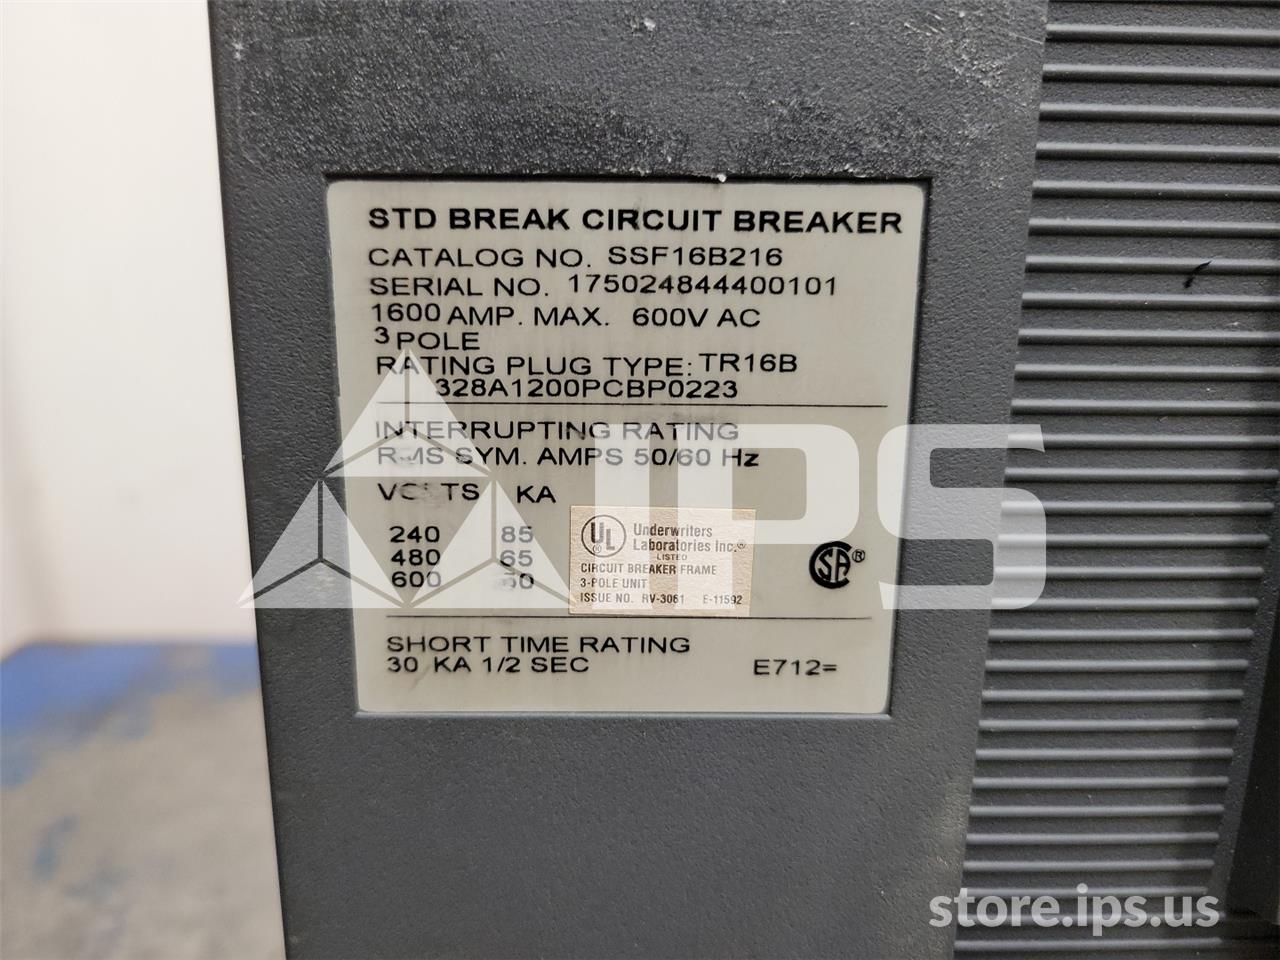 STD BREAK CIRCUIT BREAKER
CATALOG NO. SSF16B216
SERIAL NO. 175024844400101
1600 AMP. MAX. 600V AC
3 POLE
RATING PLUG TYPE: TR16B
328A1200PCBP0223
INTERRUPTING RATING
RMS SYM. AMPS 50/60 Hz
VOLTS KA
240 85
480 65
600
UL ® Underwriters
Laboratories Inc.®
LISTED
CIRCUIT BREAKER FRAME
3-POLE UNIT
ISSUE NO. RV-3061 E-11592
SA ®
SHORT TIME RATING
30 KA 1/2 SEC E712=
IPS
store.ips.us